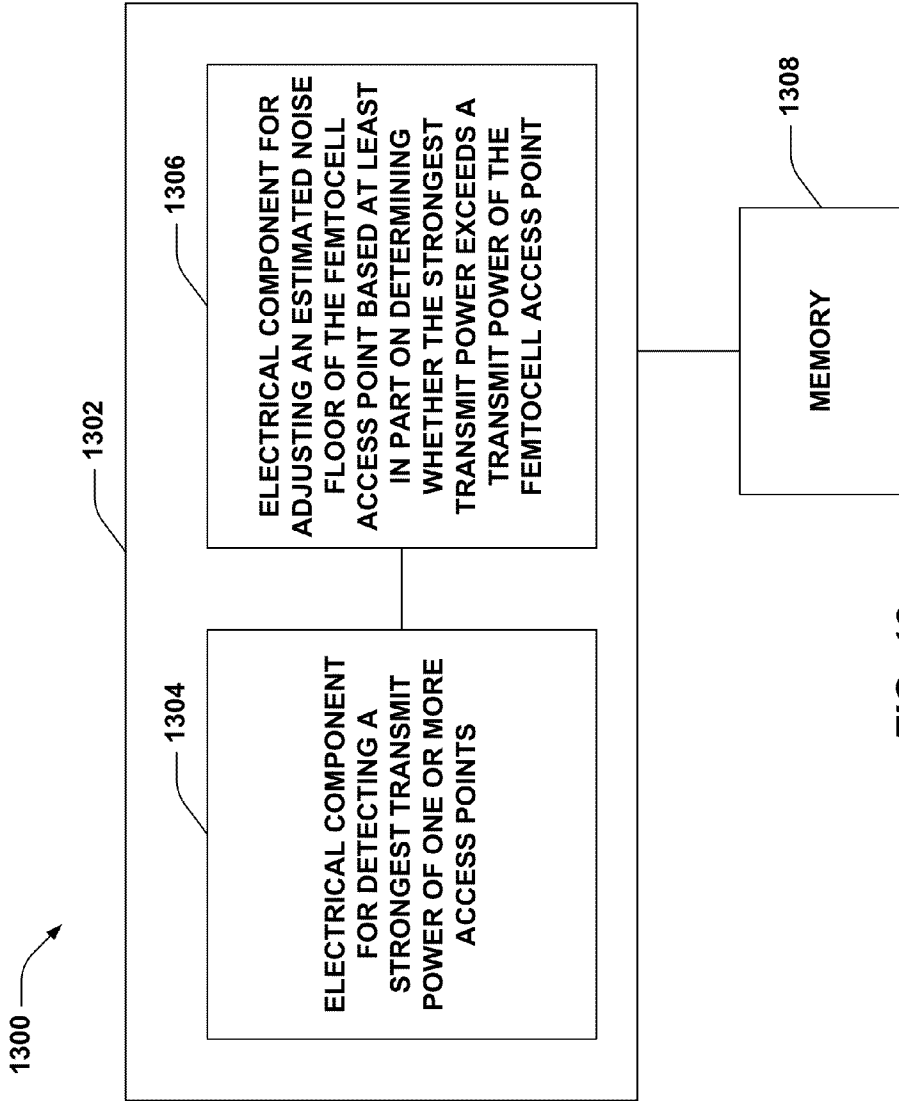 1300
1302
1304
ELECTRICAL COMPONENT
FOR DETECTING A
STRONGEST TRANSMIT
POWER OF ONE OR MORE
ACCESS POINTS
1306
ELECTRICAL COMPONENT FOR
ADJUSTING AN ESTIMATED NOISE
FLOOR OF THE FEMTOCELL
ACCESS POINT BASED AT LEAST
IN PART ON DETERMINING
WHETHER THE STRONGEST
TRANSMIT POWER EXCEEDS A
TRANSMIT POWER OF THE
FEMTOCELL ACCESS POINT
1308
MEMORY
FIG.